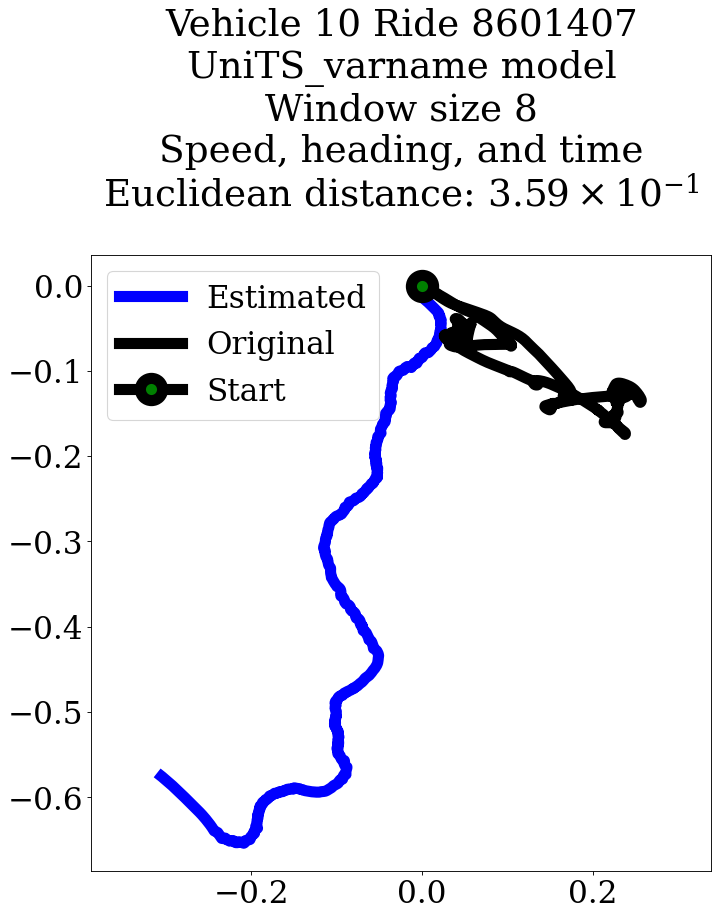 Vehicle 10 Ride 8601407
UniTS_varname model
Window size 8
Speed, heading, and time
Euclidean distance: 3.59 × 10⁻¹
Estimated
Original
Start
0.0
−0.1
−0.2
−0.3
−0.4
−0.5
−0.6
−0.2 0.0 0.2